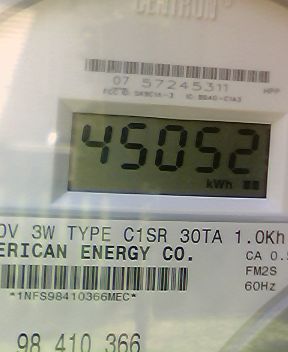 CENTRON
07 57245311
HPP
45052
kWh
0V 3W TYPE C1SR 30TA 1.0Kh
ERICAN ENERGY CO.
CA 0.
FM2S
60Hz
*1NFS98410366MEC*
98 410 366